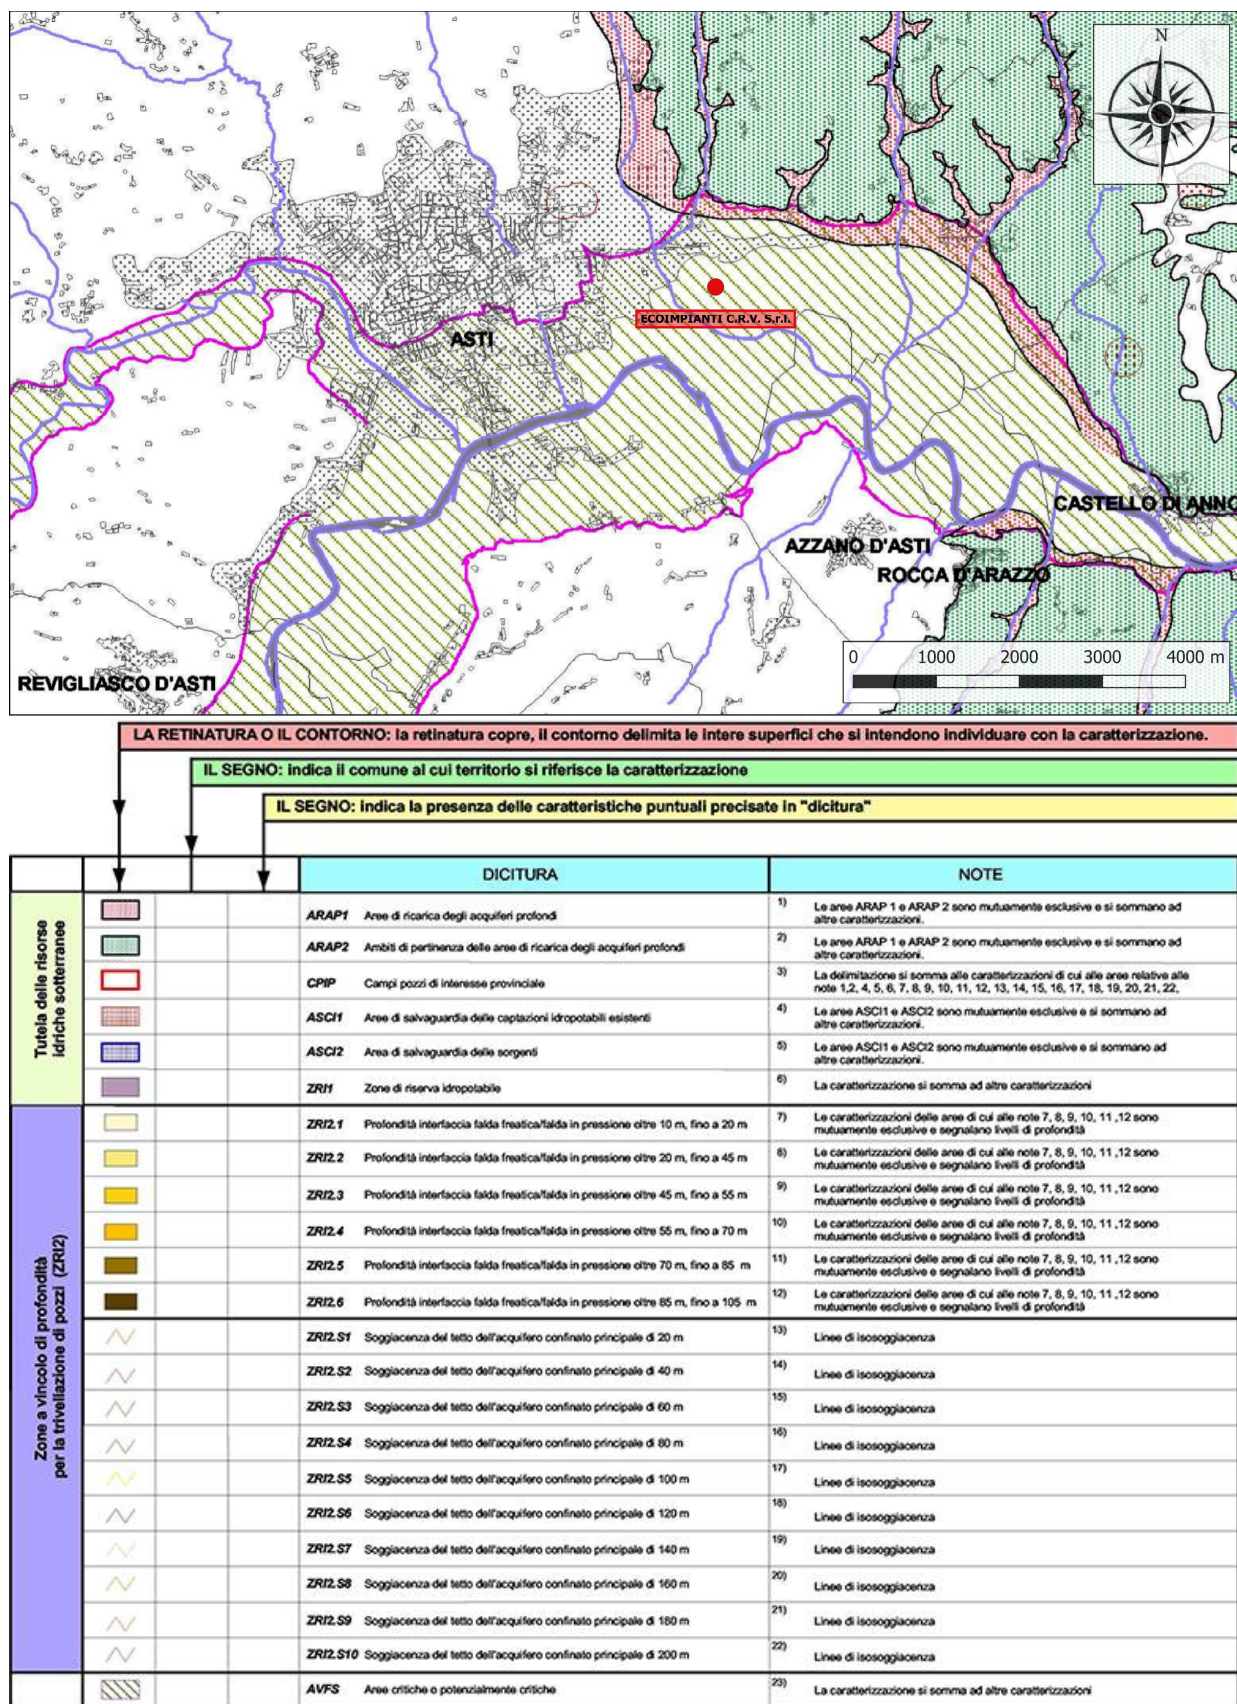 N
ECOIMPIANTI C.R.V. S.r.l.
ASTI
CASTELLO DI ANNO
AZZANO D'ASTI
ROCCA D'ARAZZO
REVIGLIASCO D'ASTI
0 1000 2000 3000 4000 m
LA RETINATURA O IL CONTORNO: la retinatura copre, il contorno delimita le intere superfici che si intendono individuare con la caratterizzazione.
IL SEGNO: indica il comune al cui territorio si riferisce la caratterizzazione
IL SEGNO: indica la presenza delle caratteristiche puntuali precisate in "dicitura"
DICITURA NOTE
Tutela delle risorse
idriche sotterranee
ARAP1 Aree di ricarica degli acquiferi profondi
1) Le aree ARAP 1 e ARAP 2 sono mutuamente esclusive e si sommano ad
altre caratterizzazioni.
ARAP2 Ambiti di pertinenza delle aree di ricarica degli acquiferi profondi
2) Le aree ARAP 1 e ARAP 2 sono mutuamente esclusive e si sommano ad
altre caratterizzazioni.
CPIP Campi pozzi di interesse provinciale
3) La delimitazione si somma alle caratterizzazioni di cui alle aree relative alle
note 1,2, 4, 5, 6, 7, 8, 9, 10, 11, 12, 13, 14, 15, 16, 17, 18, 19, 20, 21, 22,
ASCI1 Area di salvaguardia delle captazioni idropotabili esistenti
4) Le aree ASCI1 e ASCI2 sono mutuamente esclusive e si sommano ad
altre caratterizzazioni.
ASCI2 Area di salvaguardia delle sorgenti
5) Le aree ASCI1 e ASCI2 sono mutuamente esclusive e si sommano ad
altre caratterizzazioni.
ZRI1 Zone di riserva idropotabile
6) La caratterizzazione si somma ad altre caratterizzazioni
Zone a vincolo di profondità
per la trivellazione di pozzi (ZRI2)
ZRI2.1 Profondità interfaccia falda freatica/falda in pressione oltre 10 m, fino a 20 m
7) Le caratterizzazioni delle aree di cui alle note 7, 8, 9, 10, 11 ,12 sono
mutuamente esclusive e segnalano livelli di profondità
ZRI2.2 Profondità interfaccia falda freatica/falda in pressione oltre 20 m, fino a 45 m
8) Le caratterizzazioni delle aree di cui alle note 7, 8, 9, 10, 11 ,12 sono
mutuamente esclusive e segnalano livelli di profondità
ZRI2.3 Profondità interfaccia falda freatica/falda in pressione oltre 45 m, fino a 55 m
9) Le caratterizzazioni delle aree di cui alle note 7, 8, 9, 10, 11 ,12 sono
mutuamente esclusive e segnalano livelli di profondità
ZRI2.4 Profondità interfaccia falda freatica/falda in pressione oltre 55 m, fino a 70 m
10) Le caratterizzazioni delle aree di cui alle note 7, 8, 9, 10, 11 ,12 sono
mutuamente esclusive e segnalano livelli di profondità
ZRI2.5 Profondità interfaccia falda freatica/falda in pressione oltre 70 m, fino a 85 m
11) Le caratterizzazioni delle aree di cui alle note 7, 8, 9, 10, 11 ,12 sono
mutuamente esclusive e segnalano livelli di profondità
ZRI2.6 Profondità interfaccia falda freatica/falda in pressione oltre 85 m, fino a 105 m
12) Le caratterizzazioni delle aree di cui alle note 7, 8, 9, 10, 11 ,12 sono
mutuamente esclusive e segnalano livelli di profondità
ZRI2.S1 Soggiacenza del tetto dell'acquifero confinato principale di 20 m
13) Linee di isosoggiacenza
ZRI2.S2 Soggiacenza del tetto dell'acquifero confinato principale di 40 m
14) Linee di isosoggiacenza
ZRI2.S3 Soggiacenza del tetto dell'acquifero confinato principale di 60 m
15) Linee di isosoggiacenza
ZRI2.S4 Soggiacenza del tetto dell'acquifero confinato principale di 80 m
16) Linee di isosoggiacenza
ZRI2.S5 Soggiacenza del tetto dell'acquifero confinato principale di 100 m
17) Linee di isosoggiacenza
ZRI2.S6 Soggiacenza del tetto dell'acquifero confinato principale di 120 m
18) Linee di isosoggiacenza
ZRI2.S7 Soggiacenza del tetto dell'acquifero confinato principale di 140 m
19) Linee di isosoggiacenza
ZRI2.S8 Soggiacenza del tetto dell'acquifero confinato principale di 160 m
20) Linee di isosoggiacenza
ZRI2.S9 Soggiacenza del tetto dell'acquifero confinato principale di 180 m
21) Linee di isosoggiacenza
ZRI2.S10 Soggiacenza del tetto dell'acquifero confinato principale di 200 m
22) Linee di isosoggiacenza
AVFS Aree critiche o potenzialmente critiche
23) La caratterizzazione si somma ad altre caratterizzazioni